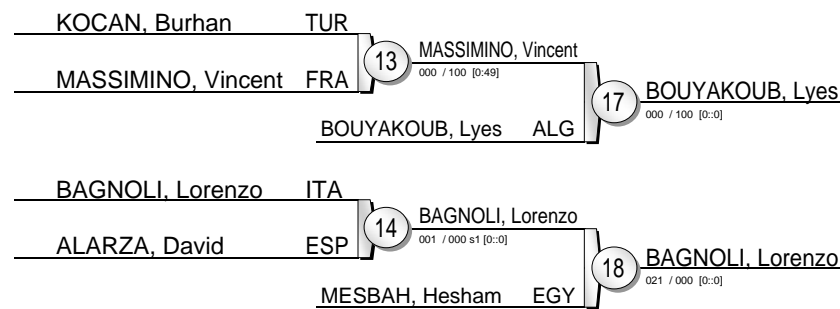 KOCAN, Burhan TUR
13 MASSIMINO, Vincent
000 / 100 [0:49]
MASSIMINO, Vincent FRA
17 BOUYAKOUB, Lyes
000 / 100 [0::0]
BOUYAKOUB, Lyes ALG
BAGNOLI, Lorenzo ITA
14 BAGNOLI, Lorenzo
001 / 000 s1 [0::0]
ALARZA, David ESP
18 BAGNOLI, Lorenzo
021 / 000 [0::0]
MESBAH, Hesham EGY